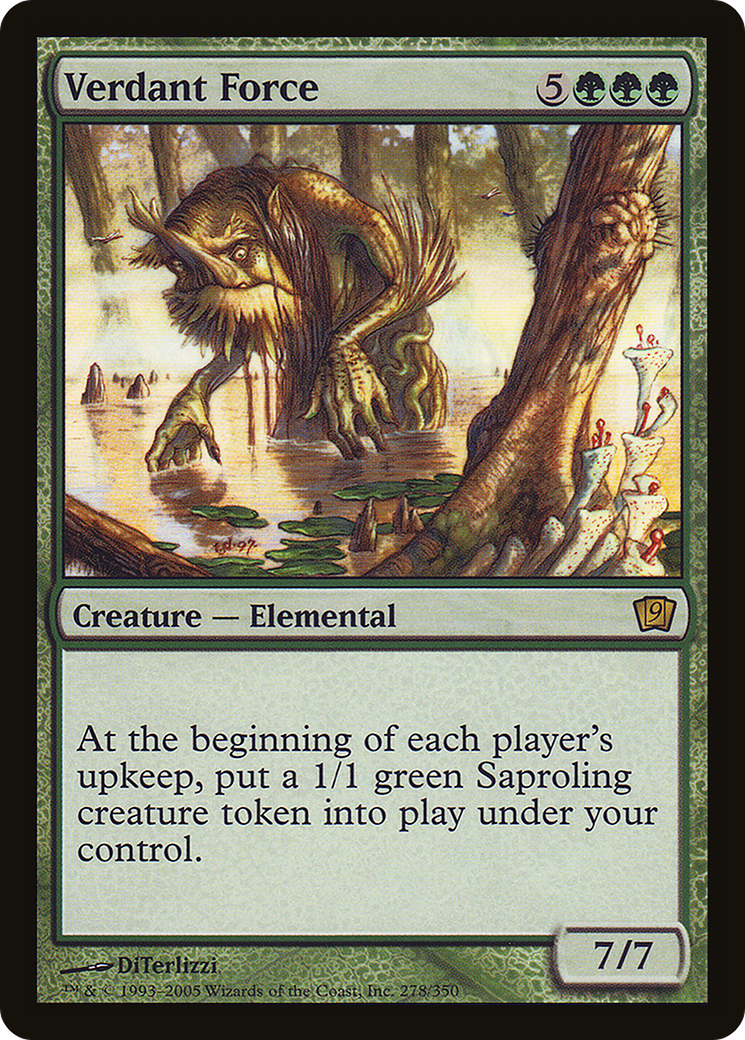 Verdant Force 5
Creature — Elemental 9
At the beginning of each player's
upkeep, put a 1/1 green Saproling
creature token into play under your
control.
7/7
DiTerlizzi
™ & © 1993–2005 Wizards of the Coast, Inc. 278/350